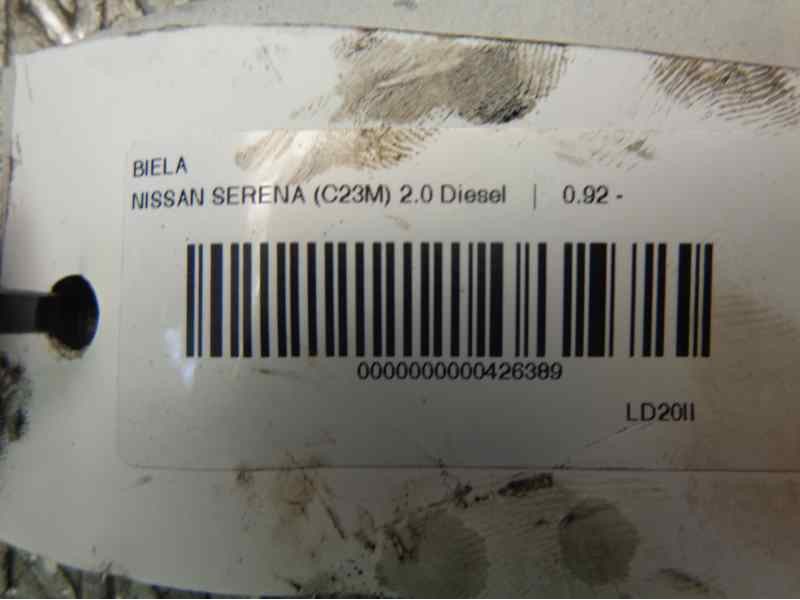 BIELA
NISSAN SERENA (C23M) 2.0 Diesel | 0.92 -
0000000000426389
LD20II